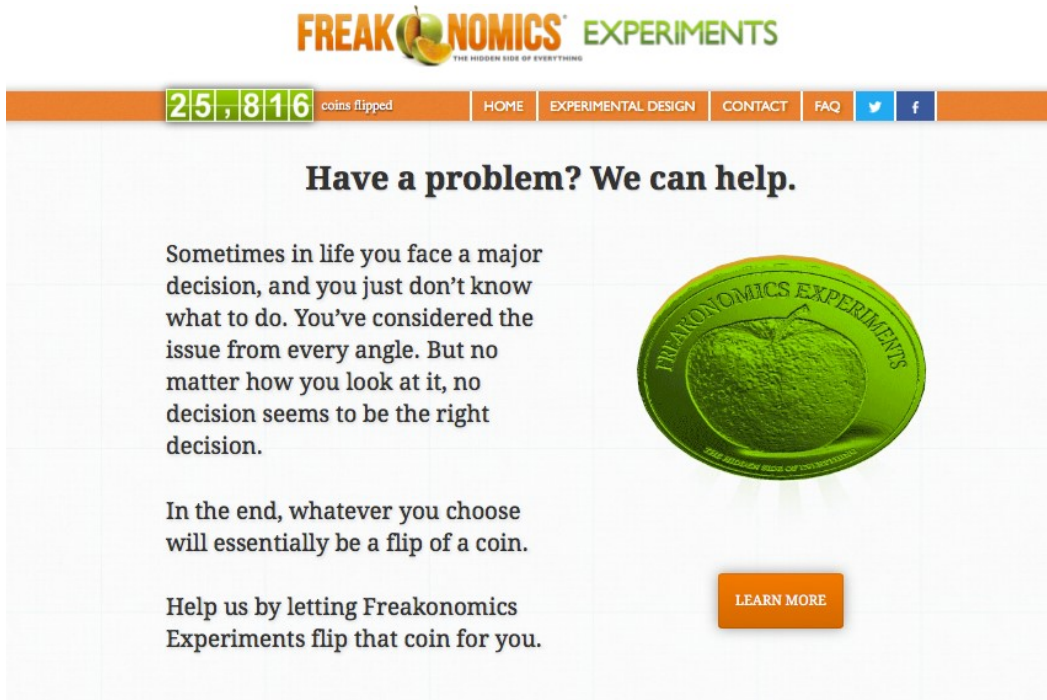 FREAKONOMICS EXPERIMENTS
THE HIDDEN SIDE OF EVERYTHING
25,816 coins flipped
HOME EXPERIMENTAL DESIGN CONTACT FAQ
Have a problem? We can help.
Sometimes in life you face a major
decision, and you just don’t know
what to do. You’ve considered the
issue from every angle. But no
matter how you look at it, no
decision seems to be the right
decision.
In the end, whatever you choose
will essentially be a flip of a coin.
Help us by letting Freakonomics
Experiments flip that coin for you.
FREAKONOMICS EXPERIMENTS
THE HIDDEN SIDE OF EVERYTHING
LEARN MORE